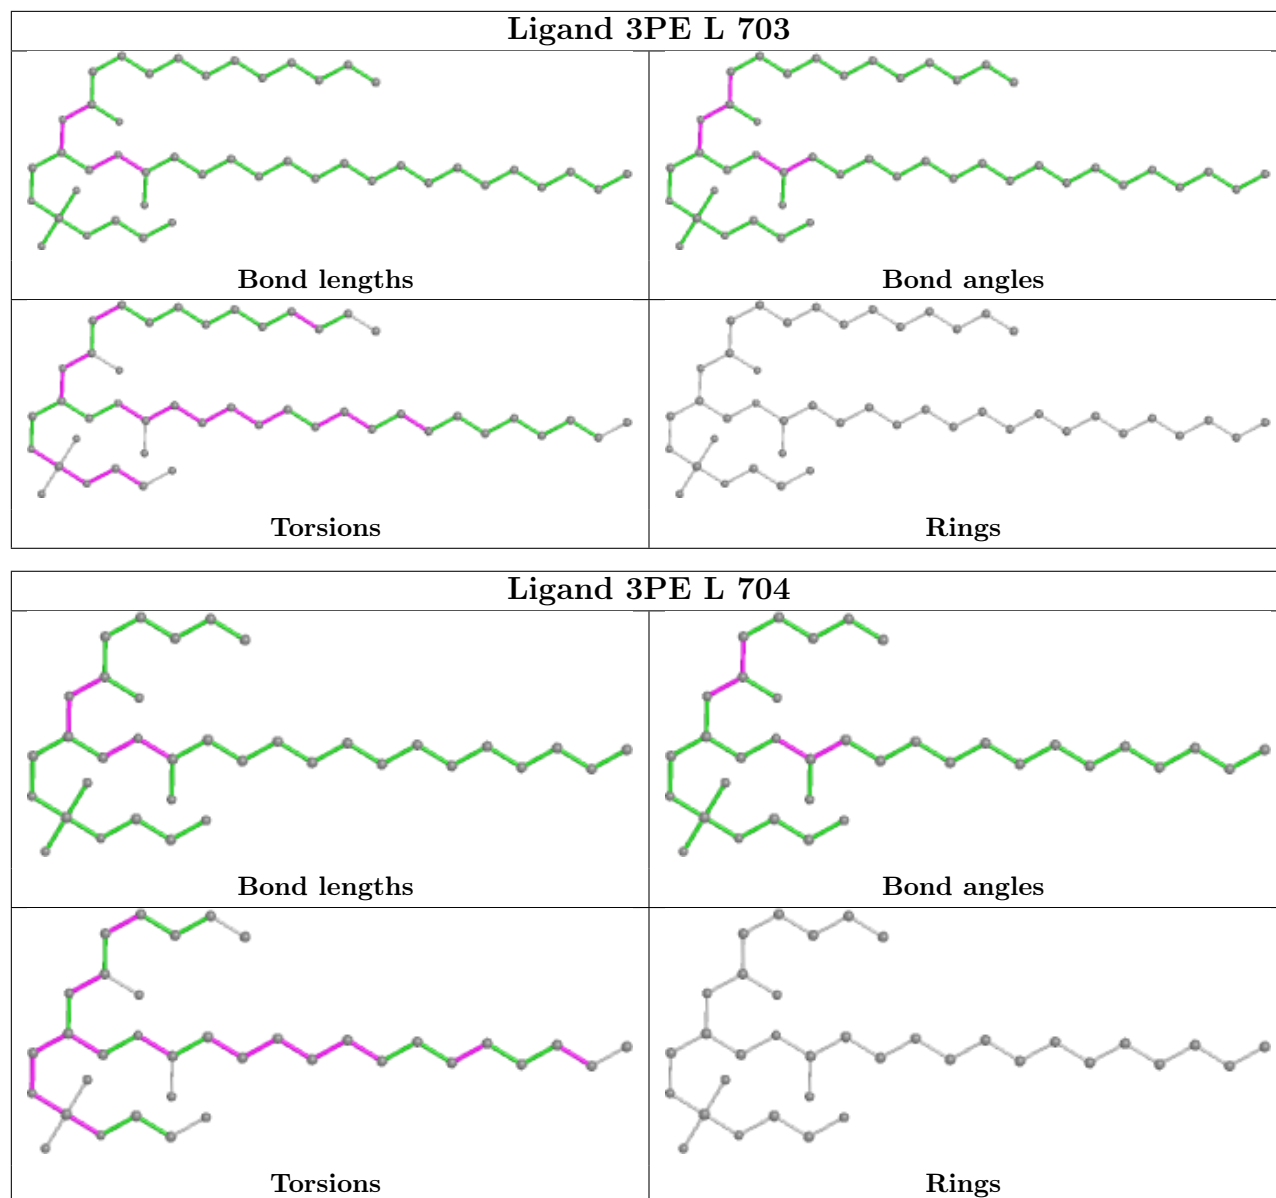 Ligand 3PE L 703
Bond lengths
Bond angles
Torsions
Rings
Ligand 3PE L 704
Bond lengths
Bond angles
Torsions
Rings